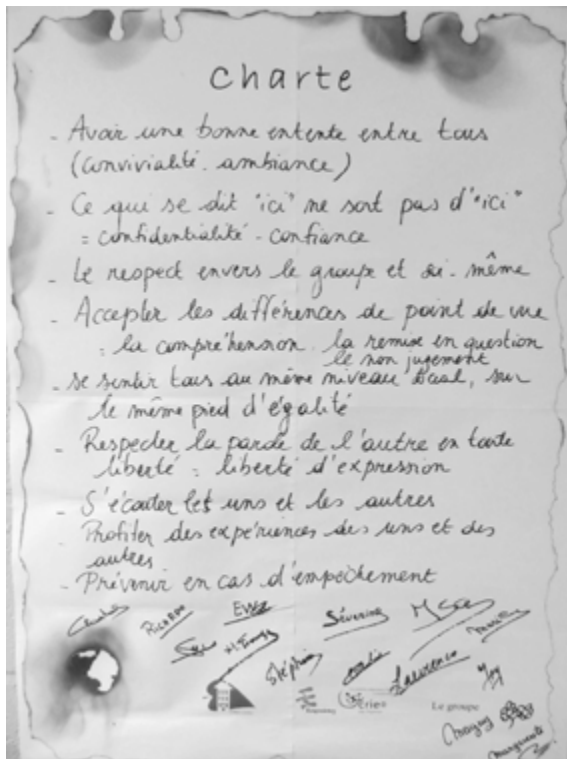 Charte
- Avoir une bonne entente entre tous
(convivialité - ambiance)
- Ce qui se dit "ici" ne sort pas d'"ici"
= confidentialité - confiance
- Le respect envers le groupe et soi-même
- Accepter les différences de point de vue
: la compréhension la remise en question
le non jugement
- se sentir tous au même niveau social, sur
le même pied d'égalité
- Respecter la parole de l'autre en toute
liberté : liberté d'expression
- S'écouter les uns et les autres
- Profiter des expériences des uns et des
autres
- Prévenir en cas d'empêchement
Ricardo
Séverine
Stéphan
Laurence
Le groupe